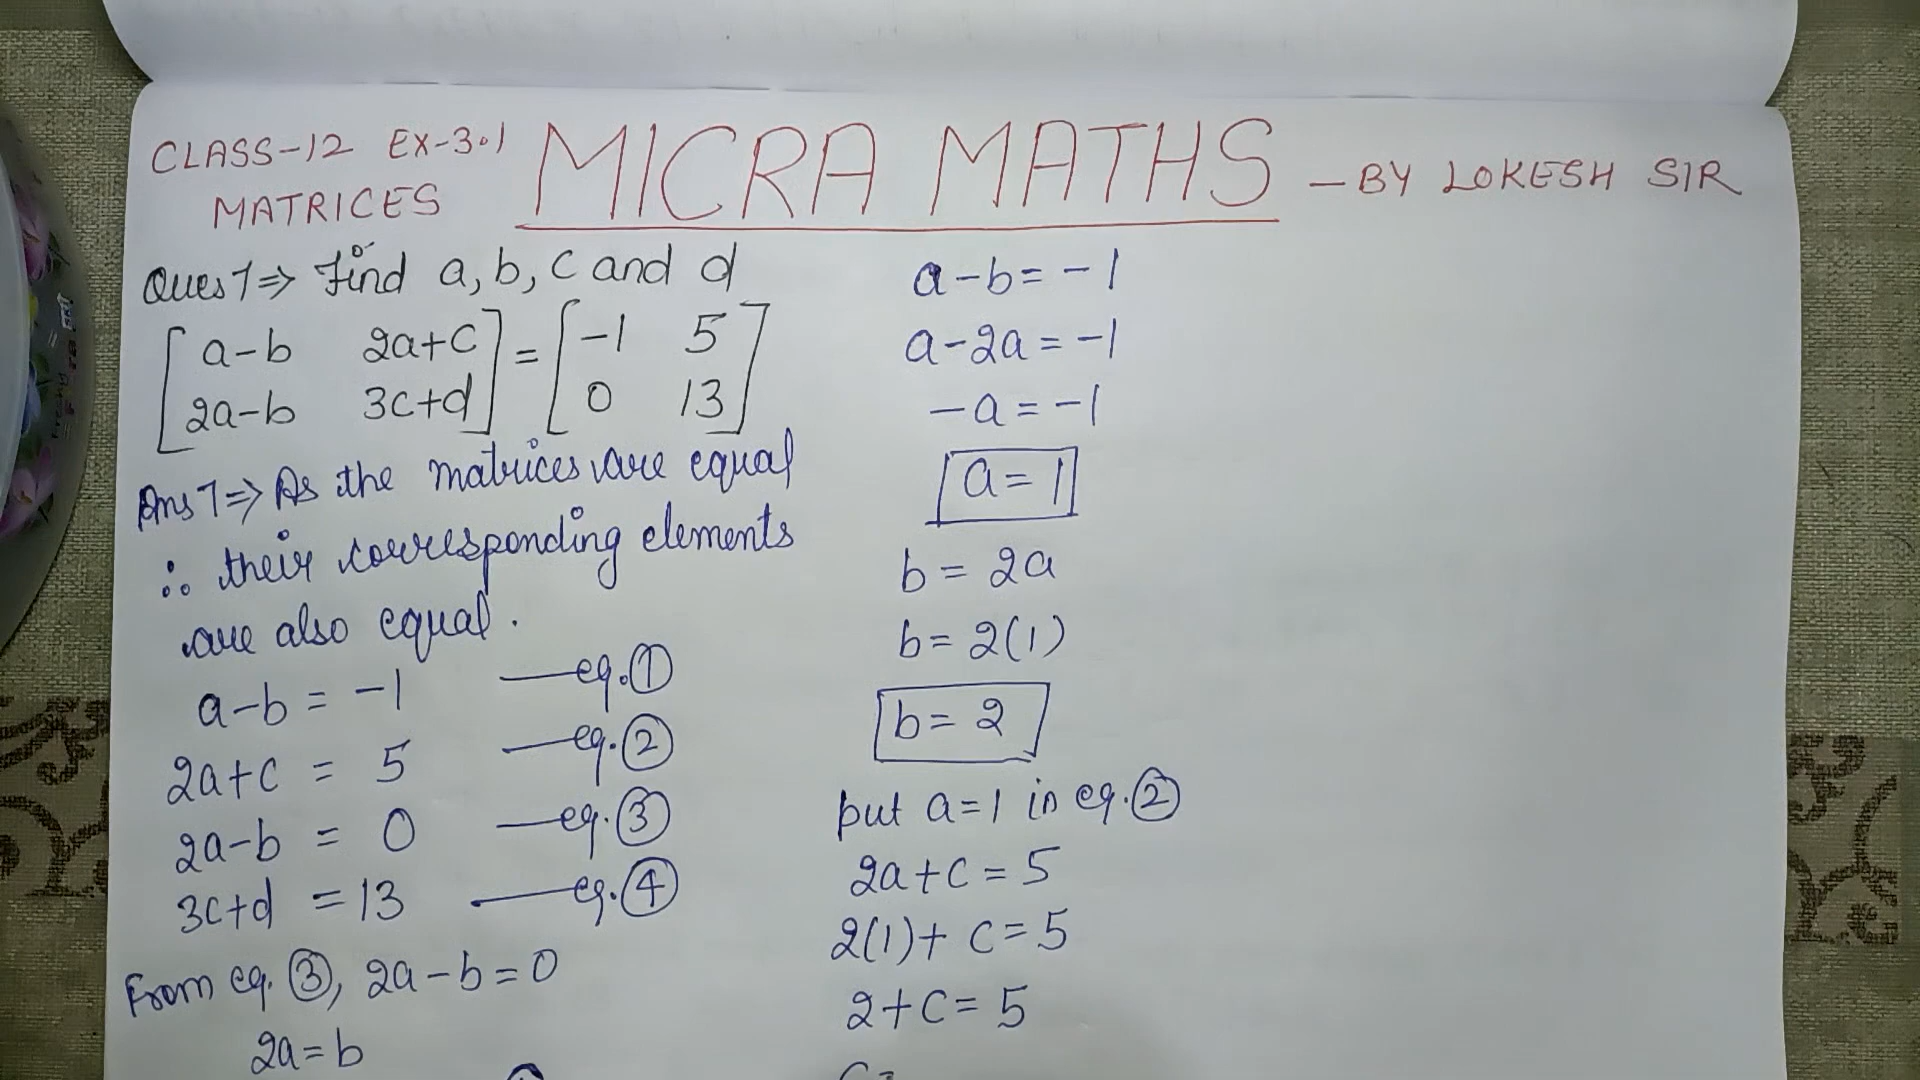 CLASS-12 EX-3.1
MATRICES
MICRA MATHS
- BY LOKESH SIR
Ques 7 ⇒ Find a, b, c and d
[a-b 2a+c] = [-1 5]
[2a-b 3c+d] [0 13]
Ans 7 ⇒ As the matrices are equal
∴ their corresponding elements
are also equal.
a-b = -1 — eq. ①
2a+c = 5 — eq. ②
2a-b = 0 — eq. ③
3c+d = 13 — eq. ④
From eq. ③, 2a-b = 0
2a = b
a-b = -1
a-2a = -1
-a = -1
a = 1
b = 2a
b = 2(1)
b = 2
put a=1 in eq. ②
2a+c = 5
2(1)+ c = 5
2+c = 5